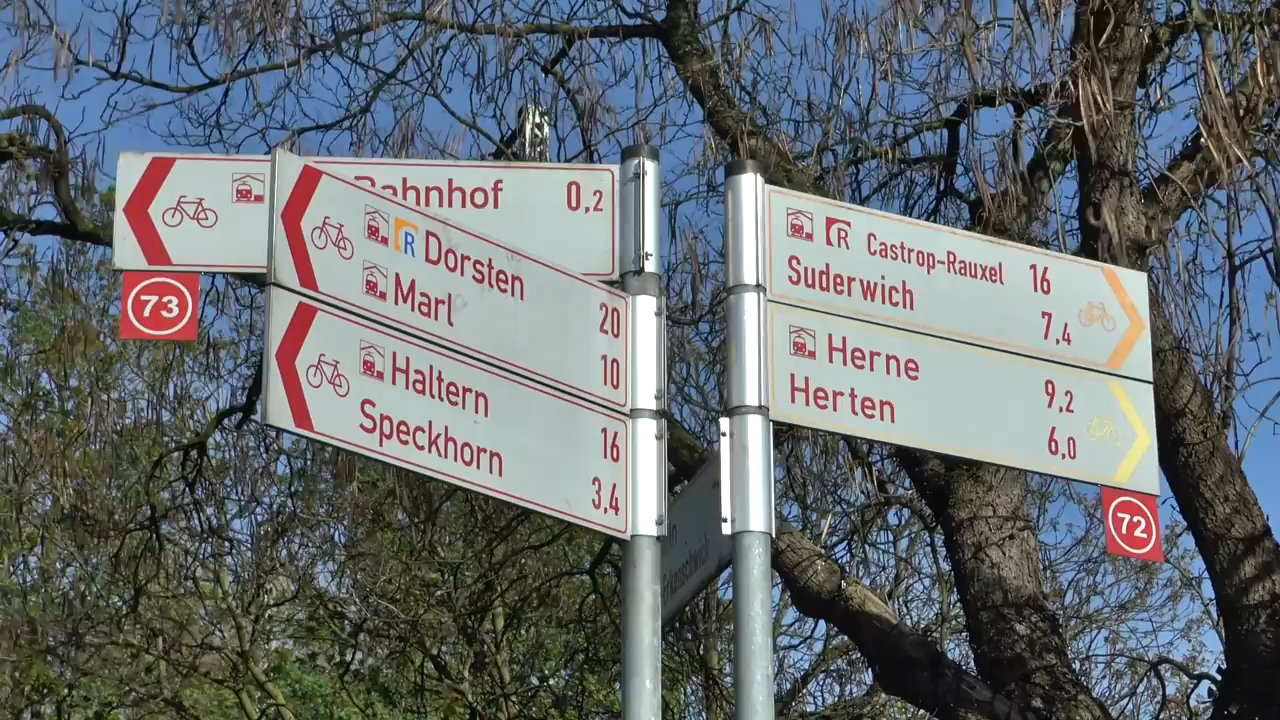 Bahnhof 0,2
73
R Dorsten 20
Marl 10
Haltern 16
Speckhorn 3,4
R Castrop-Rauxel 16
Suderwich 7,4
Herne 9,2
Herten 6,0
72